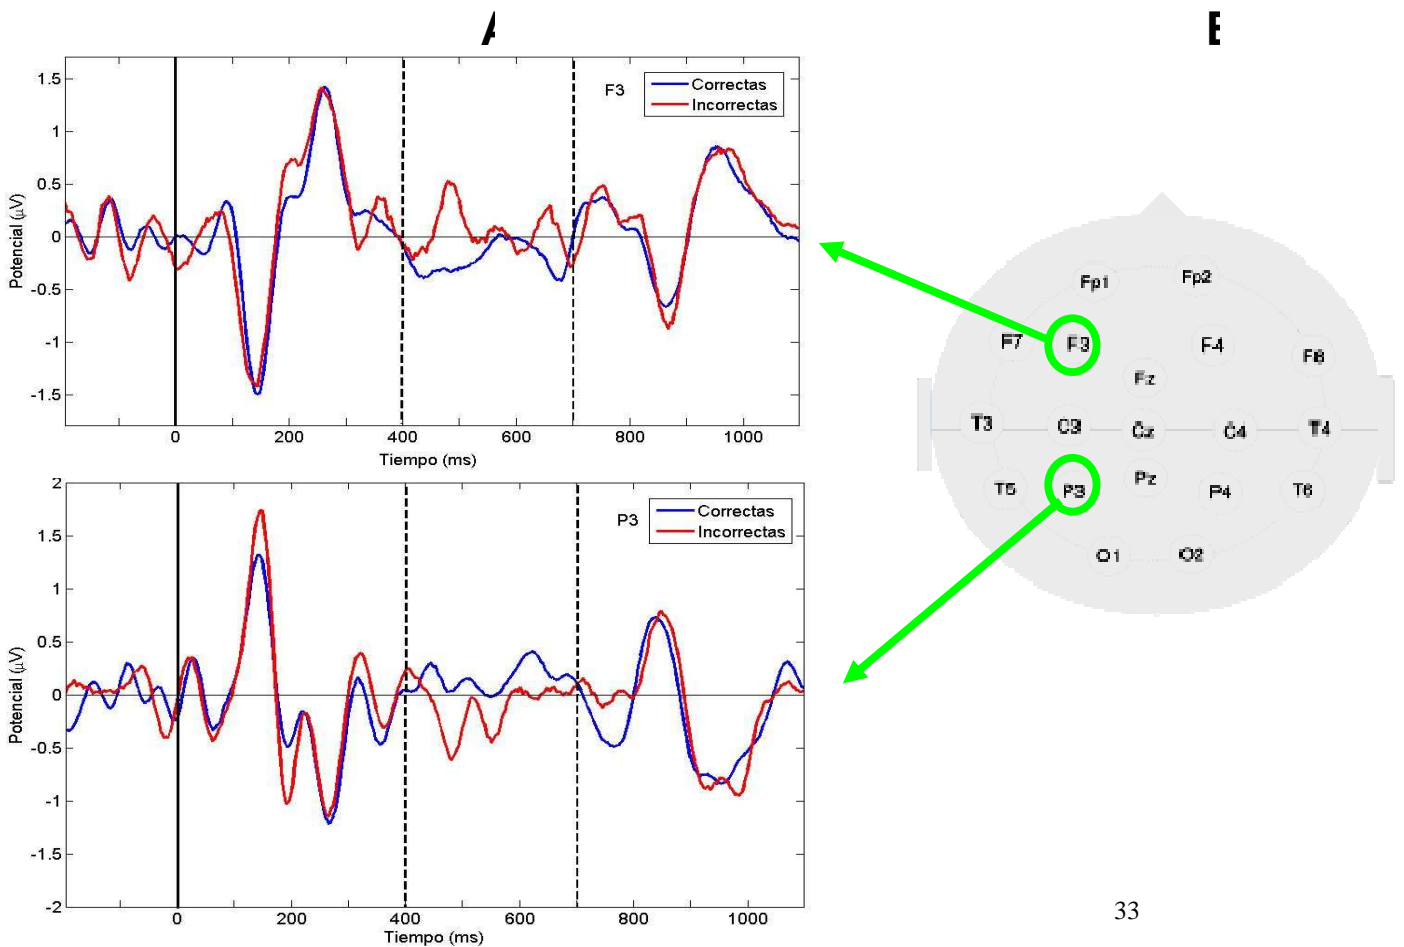 1.5
1
0.5
0
-0.5
-1
-1.5
Potencial (µV)
F3
Correctas
Incorrectas
0
200
400
600
800
1000
Tiempo (ms)
2
1.5
1
0.5
0
-0.5
-1
-1.5
-2
Potencial (µV)
P3
Correctas
Incorrectas
0
200
400
600
800
1000
Tiempo (ms)
Fp1 Fp2
F7 F3 F4 F8
Fz
T3 C3 Cz C4 T4
T5 P3 Pz P4 T6
O1 O2
33